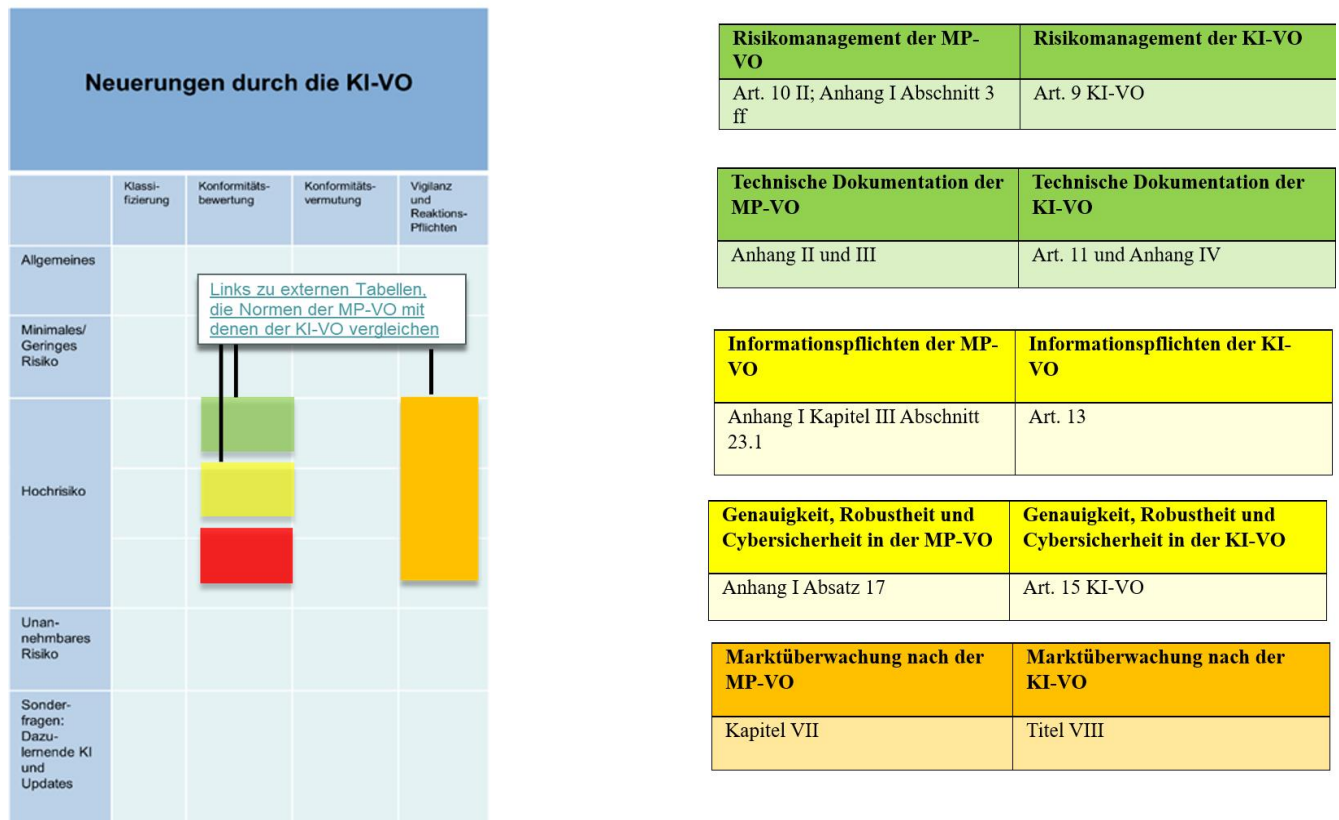 Neuerungen durch die KI-VO
Klassi-
fizierung
Konformitäts-
bewertung
Konformitäts-
vermutung
Vigilanz
und
Reaktions-
Pflichten
Allgemeines
Links zu externen Tabellen,
die Normen der MP-VO mit
denen der KI-VO vergleichen
Minimales/
Geringes
Risiko
Hochrisiko
Unan-
nehmbares
Risiko
Sonder-
fragen:
Dazu-
lernende KI
und
Updates
Risikomanagement der MP-
VO
Risikomanagement der KI-VO
Art. 10 II; Anhang I Abschnitt 3
ff
Art. 9 KI-VO
Technische Dokumentation der
MP-VO
Technische Dokumentation der
KI-VO
Anhang II und III
Art. 11 und Anhang IV
Informationspflichten der MP-
VO
Informationspflichten der KI-
VO
Anhang I Kapitel III Abschnitt
23.1
Art. 13
Genauigkeit, Robustheit und
Cybersicherheit in der MP-VO
Genauigkeit, Robustheit und
Cybersicherheit in der KI-VO
Anhang I Absatz 17
Art. 15 KI-VO
Marktüberwachung nach der
MP-VO
Marktüberwachung nach der
KI-VO
Kapitel VII
Titel VIII